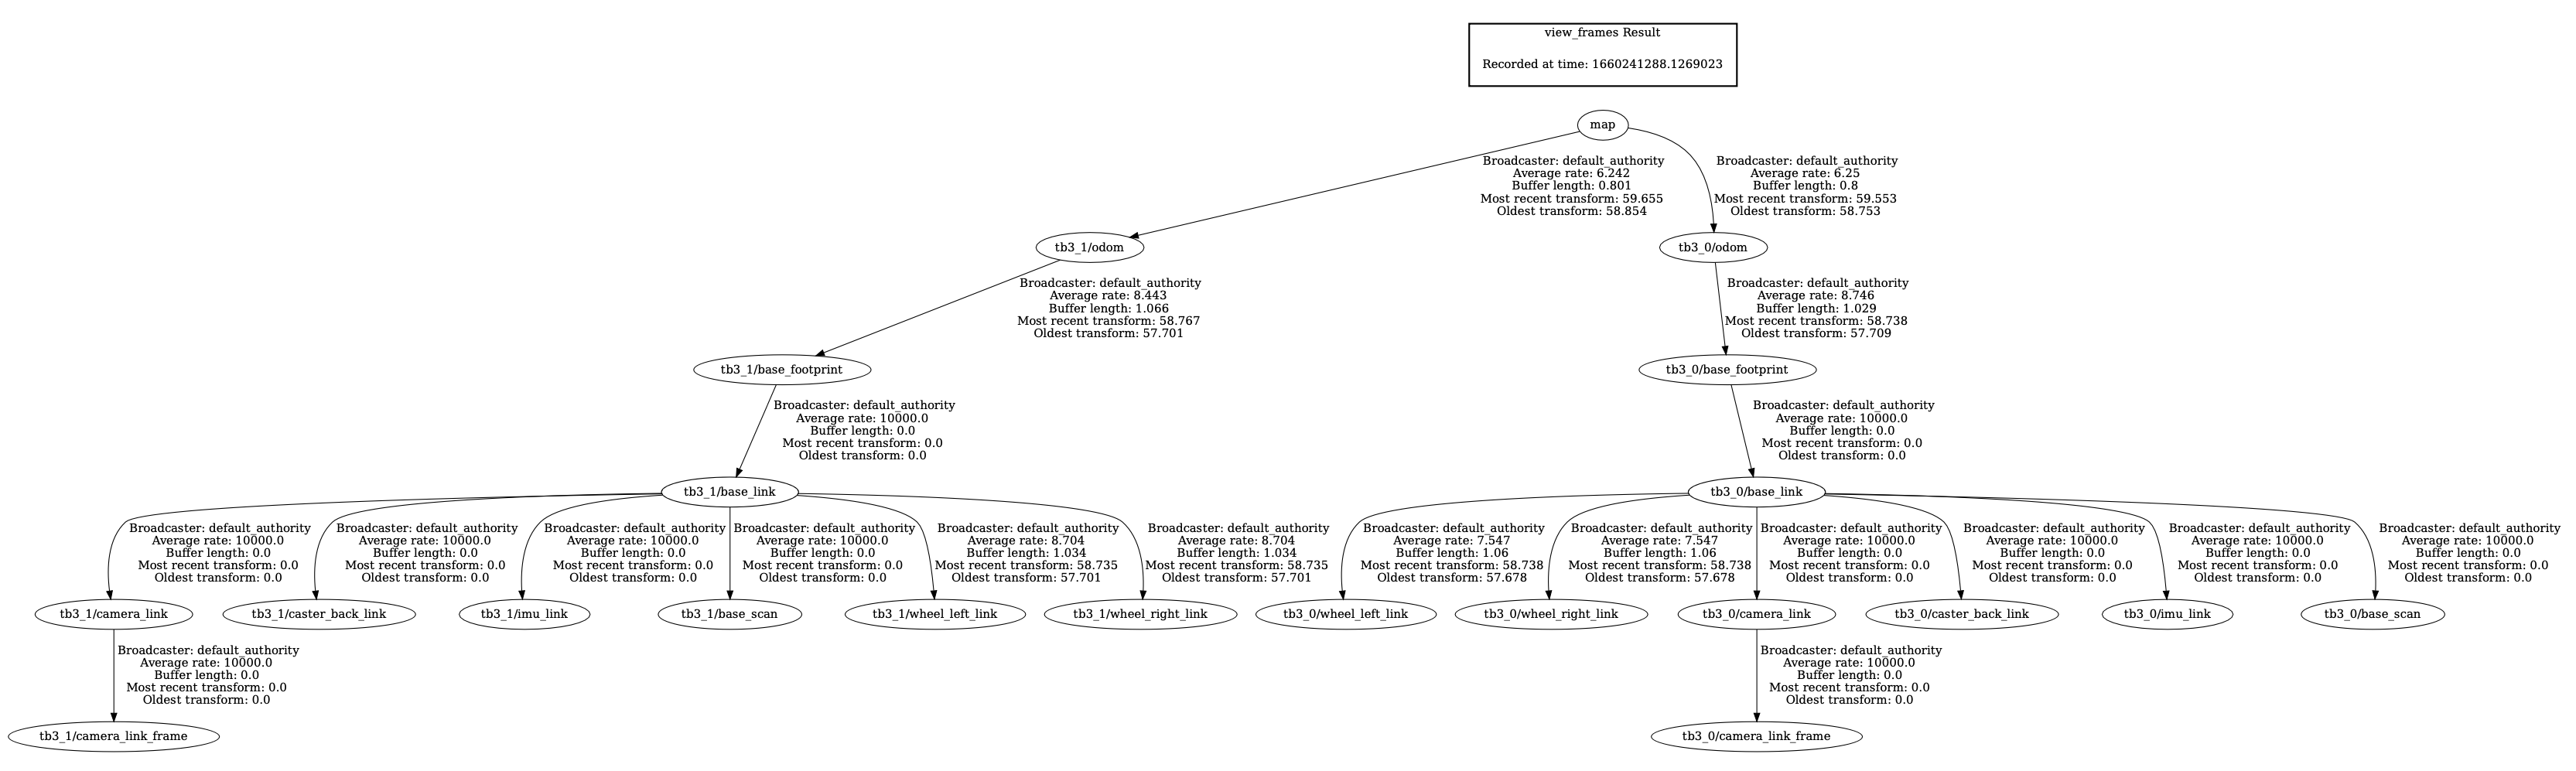 view_frames Result
Recorded at time: 1660241288.1269023
map
Broadcaster: default_authority
Average rate: 6.242
Buffer length: 0.801
Most recent transform: 59.655
Oldest transform: 58.854
Broadcaster: default_authority
Average rate: 6.25
Buffer length: 0.8
Most recent transform: 59.553
Oldest transform: 58.753
tb3_1/odom
tb3_0/odom
Broadcaster: default_authority
Average rate: 8.443
Buffer length: 1.066
Most recent transform: 58.767
Oldest transform: 57.701
Broadcaster: default_authority
Average rate: 8.746
Buffer length: 1.029
Most recent transform: 58.738
Oldest transform: 57.709
tb3_1/base_footprint
tb3_0/base_footprint
Broadcaster: default_authority
Average rate: 10000.0
Buffer length: 0.0
Most recent transform: 0.0
Oldest transform: 0.0
Broadcaster: default_authority
Average rate: 10000.0
Buffer length: 0.0
Most recent transform: 0.0
Oldest transform: 0.0
tb3_1/base_link
tb3_0/base_link
Broadcaster: default_authority
Average rate: 10000.0
Buffer length: 0.0
Most recent transform: 0.0
Oldest transform: 0.0
Broadcaster: default_authority
Average rate: 10000.0
Buffer length: 0.0
Most recent transform: 0.0
Oldest transform: 0.0
Broadcaster: default_authority
Average rate: 10000.0
Buffer length: 0.0
Most recent transform: 0.0
Oldest transform: 0.0
Broadcaster: default_authority
Average rate: 10000.0
Buffer length: 0.0
Most recent transform: 0.0
Oldest transform: 0.0
Broadcaster: default_authority
Average rate: 8.704
Buffer length: 1.034
Most recent transform: 58.735
Oldest transform: 57.701
Broadcaster: default_authority
Average rate: 8.704
Buffer length: 1.034
Most recent transform: 58.735
Oldest transform: 57.701
Broadcaster: default_authority
Average rate: 7.547
Buffer length: 1.06
Most recent transform: 58.738
Oldest transform: 57.678
Broadcaster: default_authority
Average rate: 7.547
Buffer length: 1.06
Most recent transform: 58.738
Oldest transform: 57.678
Broadcaster: default_authority
Average rate: 10000.0
Buffer length: 0.0
Most recent transform: 0.0
Oldest transform: 0.0
Broadcaster: default_authority
Average rate: 10000.0
Buffer length: 0.0
Most recent transform: 0.0
Oldest transform: 0.0
Broadcaster: default_authority
Average rate: 10000.0
Buffer length: 0.0
Most recent transform: 0.0
Oldest transform: 0.0
Broadcaster: default_authority
Average rate: 10000.0
Buffer length: 0.0
Most recent transform: 0.0
Oldest transform: 0.0
tb3_1/camera_link
tb3_1/caster_back_link
tb3_1/imu_link
tb3_1/base_scan
tb3_1/wheel_left_link
tb3_1/wheel_right_link
tb3_0/wheel_left_link
tb3_0/wheel_right_link
tb3_0/camera_link
tb3_0/caster_back_link
tb3_0/imu_link
tb3_0/base_scan
Broadcaster: default_authority
Average rate: 10000.0
Buffer length: 0.0
Most recent transform: 0.0
Oldest transform: 0.0
Broadcaster: default_authority
Average rate: 10000.0
Buffer length: 0.0
Most recent transform: 0.0
Oldest transform: 0.0
tb3_1/camera_link_frame
tb3_0/camera_link_frame